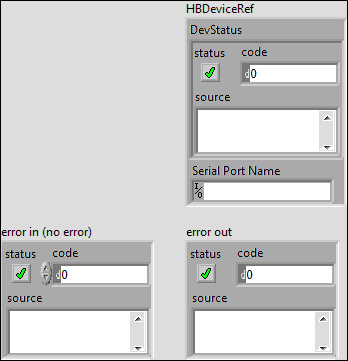 HBDeviceRef
DevStatus
status code
d 0
source
Serial Port Name
I/O
error in (no error) error out
status code status code
d 0 d 0
source source